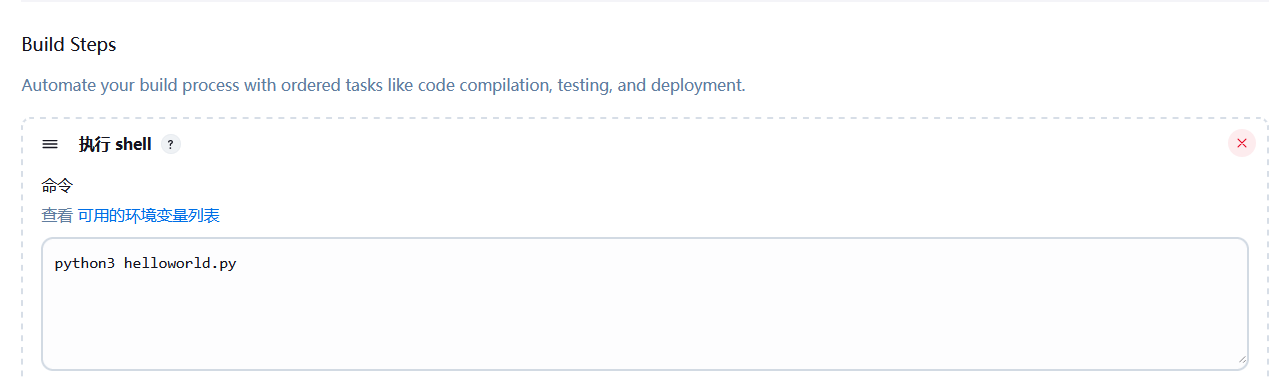 Build Steps
Automate your build process with ordered tasks like code compilation, testing, and deployment.
执行 shell ?
命令
查看 可用的环境变量列表
python3 helloworld.py